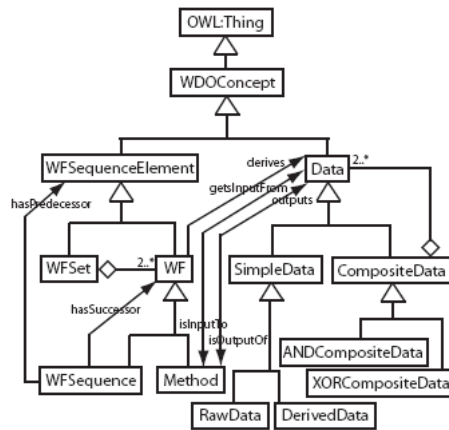 OWL:Thing
WDOConcept
WFSequenceElement
derives
Data
2..*
getsInputFrom
outputs
hasPredecessor
WFSet
2..*
WF
SimpleData
CompositeData
hasSuccessor
isInputTo
isOutputOf
ANDCompositeData
WFSequence
Method
XORCompositeData
RawData
DerivedData